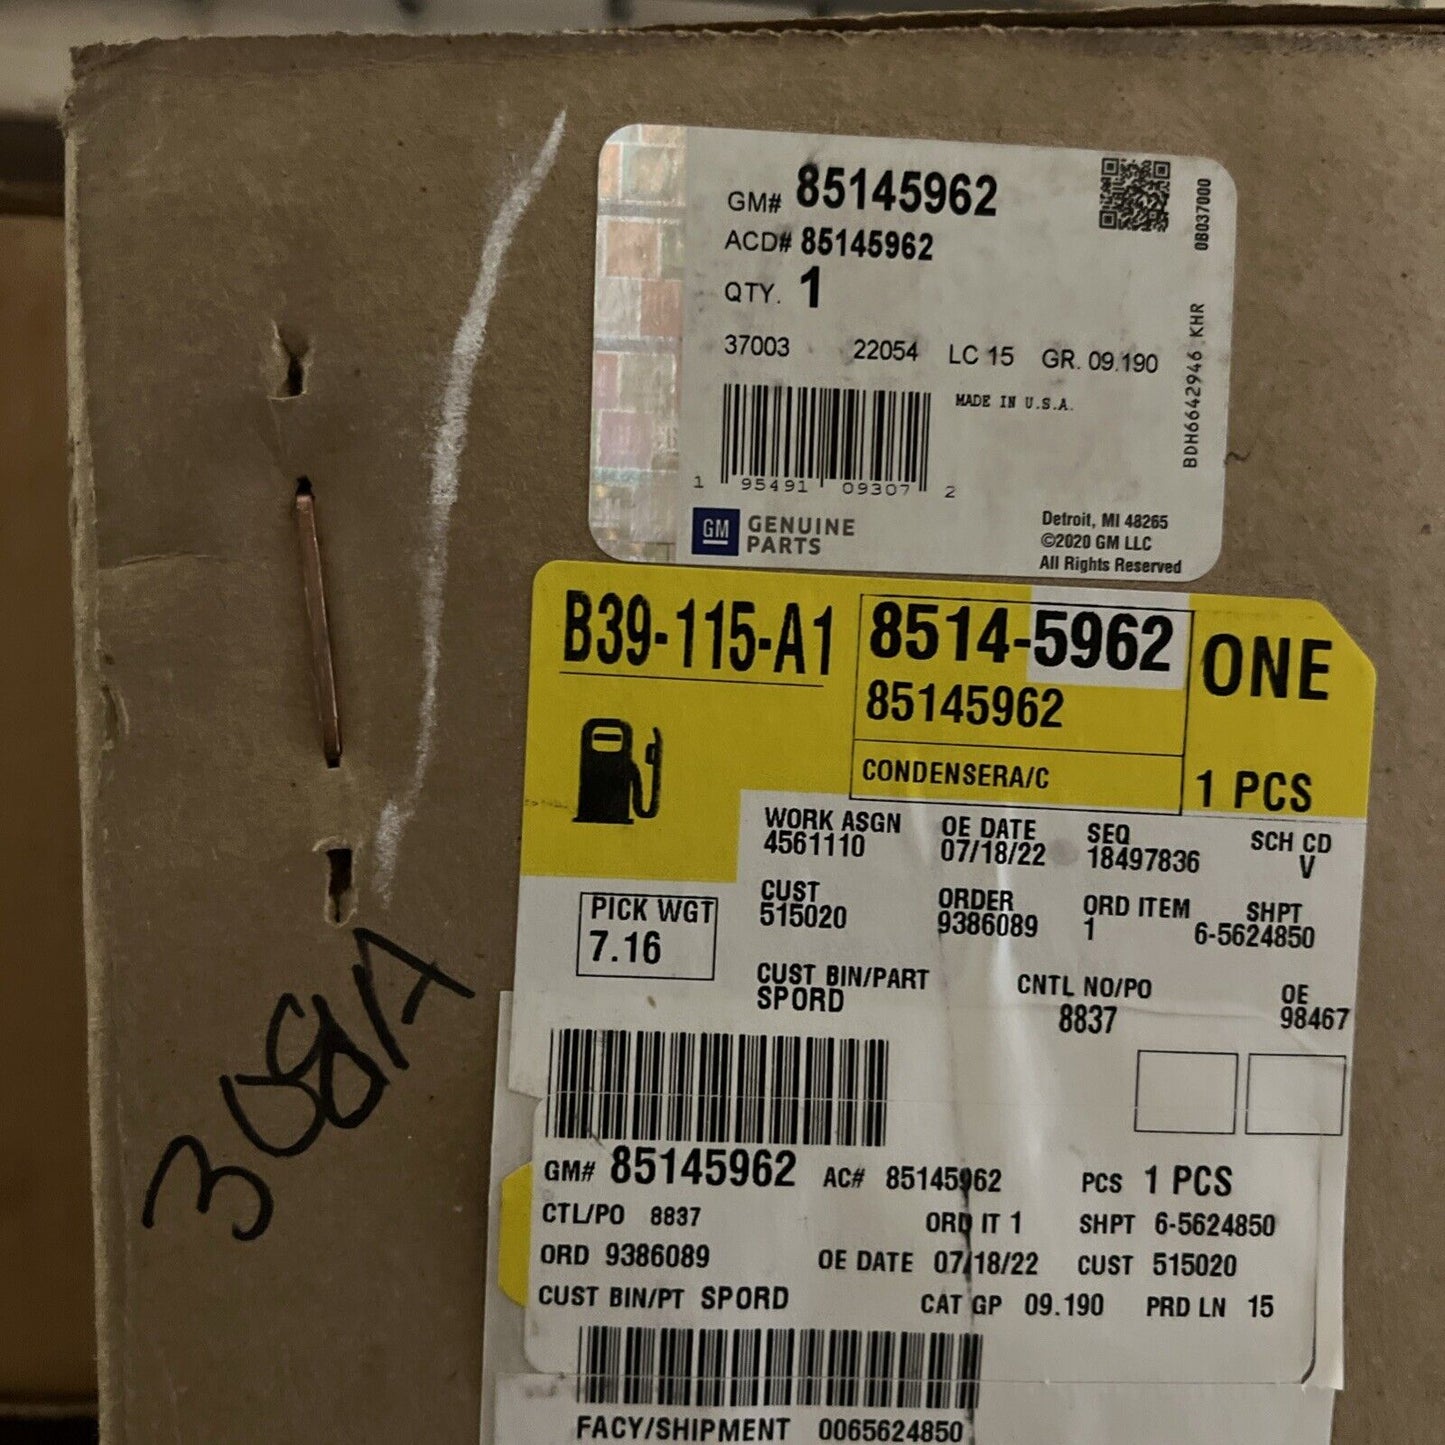 GM# 85145962
ACD# 85145962
QTY. 1
37003 22054 LC 15 GR. 09.190
MADE IN U.S.A.
1 95491 09307 2
GM GENUINE
PARTS
Detroit, MI 48265
©2020 GM LLC
All Rights Reserved
0B037000
BDH6642946 KHR
B39-115-A1
8514-5962
85145962
CONDENSERA/C
ONE
1 PCS
WORK ASGN OE DATE SEQ SCH CD
4561110 07/18/22 18497836 V
PICK WGT
7.16
CUST ORDER ORD ITEM SHPT
515020 9386089 1 6-5624850
CUST BIN/PART CNTL NO/PO OE
SPORD 8837 98467
GM# 85145962 AC# 85145962 PCS 1 PCS
CTL/PO 8837 ORD IT 1 SHPT 6-5624850
ORD 9386089 OE DATE 07/18/22 CUST 515020
CUST BIN/PT SPORD CAT GP 09.190 PRD LN 15
FACY/SHIPMENT 0065624850